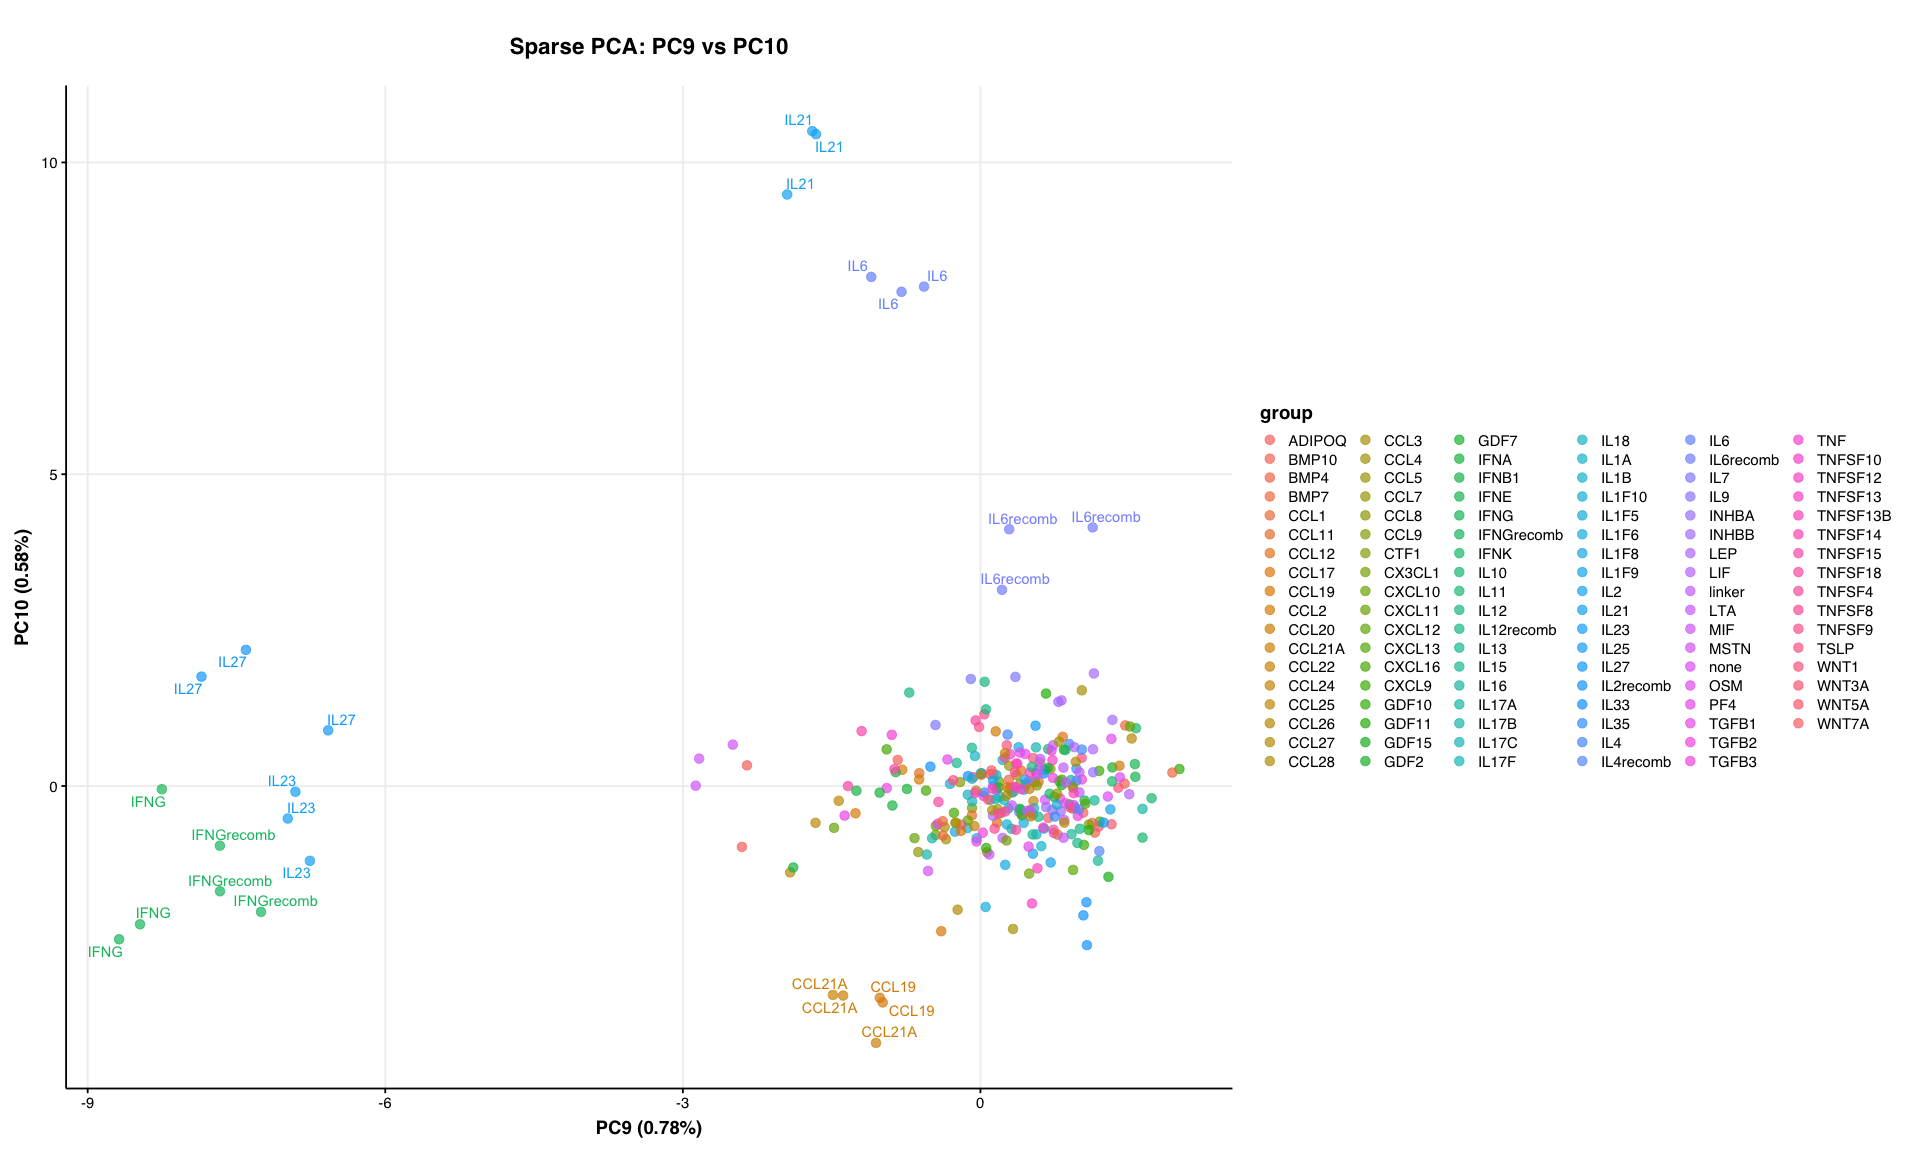 Sparse PCA: PC9 vs PC10
IL21
IL21
IL21
IL6
IL6
IL6
IL6recomb
IL6recomb
IL6recomb
IL27
IL27
IL27
IL23
IL23
IL23
IFNG
IFNGrecomb
IFNGrecomb
IFNGrecomb
IFNG
IFNG
CCL21A
CCL19
CCL21A
CCL19
CCL21A
10
5
0
-9
-6
-3
0
PC10 (0.58%)
PC9 (0.78%)
group
ADIPOQ
BMP10
BMP4
BMP7
CCL1
CCL11
CCL12
CCL17
CCL19
CCL2
CCL20
CCL21A
CCL22
CCL24
CCL25
CCL26
CCL27
CCL28
CCL3
CCL4
CCL5
CCL7
CCL8
CCL9
CTF1
CX3CL1
CXCL10
CXCL11
CXCL12
CXCL13
CXCL16
CXCL9
GDF10
GDF11
GDF15
GDF2
GDF7
IFNA
IFNB1
IFNE
IFNG
IFNGrecomb
IFNK
IL10
IL11
IL12
IL12recomb
IL13
IL15
IL16
IL17A
IL17B
IL17C
IL17F
IL18
IL1A
IL1B
IL1F10
IL1F5
IL1F6
IL1F8
IL1F9
IL2
IL21
IL23
IL25
IL27
IL2recomb
IL33
IL35
IL4
IL4recomb
IL6
IL6recomb
IL7
IL9
INHBA
INHBB
LEP
LIF
linker
LTA
MIF
MSTN
none
OSM
PF4
TGFB1
TGFB2
TGFB3
TNF
TNFSF10
TNFSF12
TNFSF13
TNFSF13B
TNFSF14
TNFSF15
TNFSF18
TNFSF4
TNFSF8
TNFSF9
TSLP
WNT1
WNT3A
WNT5A
WNT7A